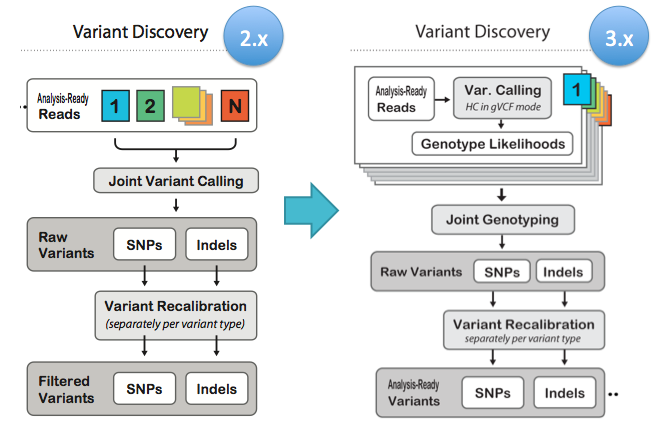 Variant Discovery
2.x
Analysis-Ready
Reads
1
2
N
Joint Variant Calling
Raw
Variants
SNPs
Indels
Variant Recalibration
(separately per variant type)
Filtered
Variants
SNPs
Indels
Variant Discovery
3.x
Analysis-Ready
Reads
Var. Calling
HC in gVCF mode
1
Genotype Likelihoods
Joint Genotyping
Raw Variants
SNPs
Indels
Variant Recalibration
separately per variant type
Analysis-Ready
Variants
SNPs
Indels